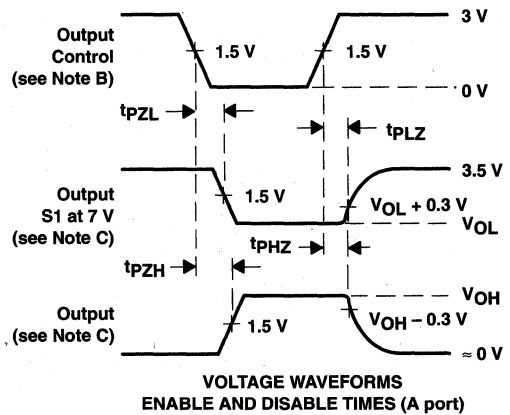 3 V
Output
Control
(see Note B)
1.5 V
1.5 V
0 V
tPZL
tPLZ
3.5 V
Output
S1 at 7 V
(see Note C)
1.5 V
VOL + 0.3 V
VOL
tPHZ
tPZH
VOH
Output
(see Note C)
1.5 V
VOH − 0.3 V
≈ 0 V
VOLTAGE WAVEFORMS
ENABLE AND DISABLE TIMES (A port)